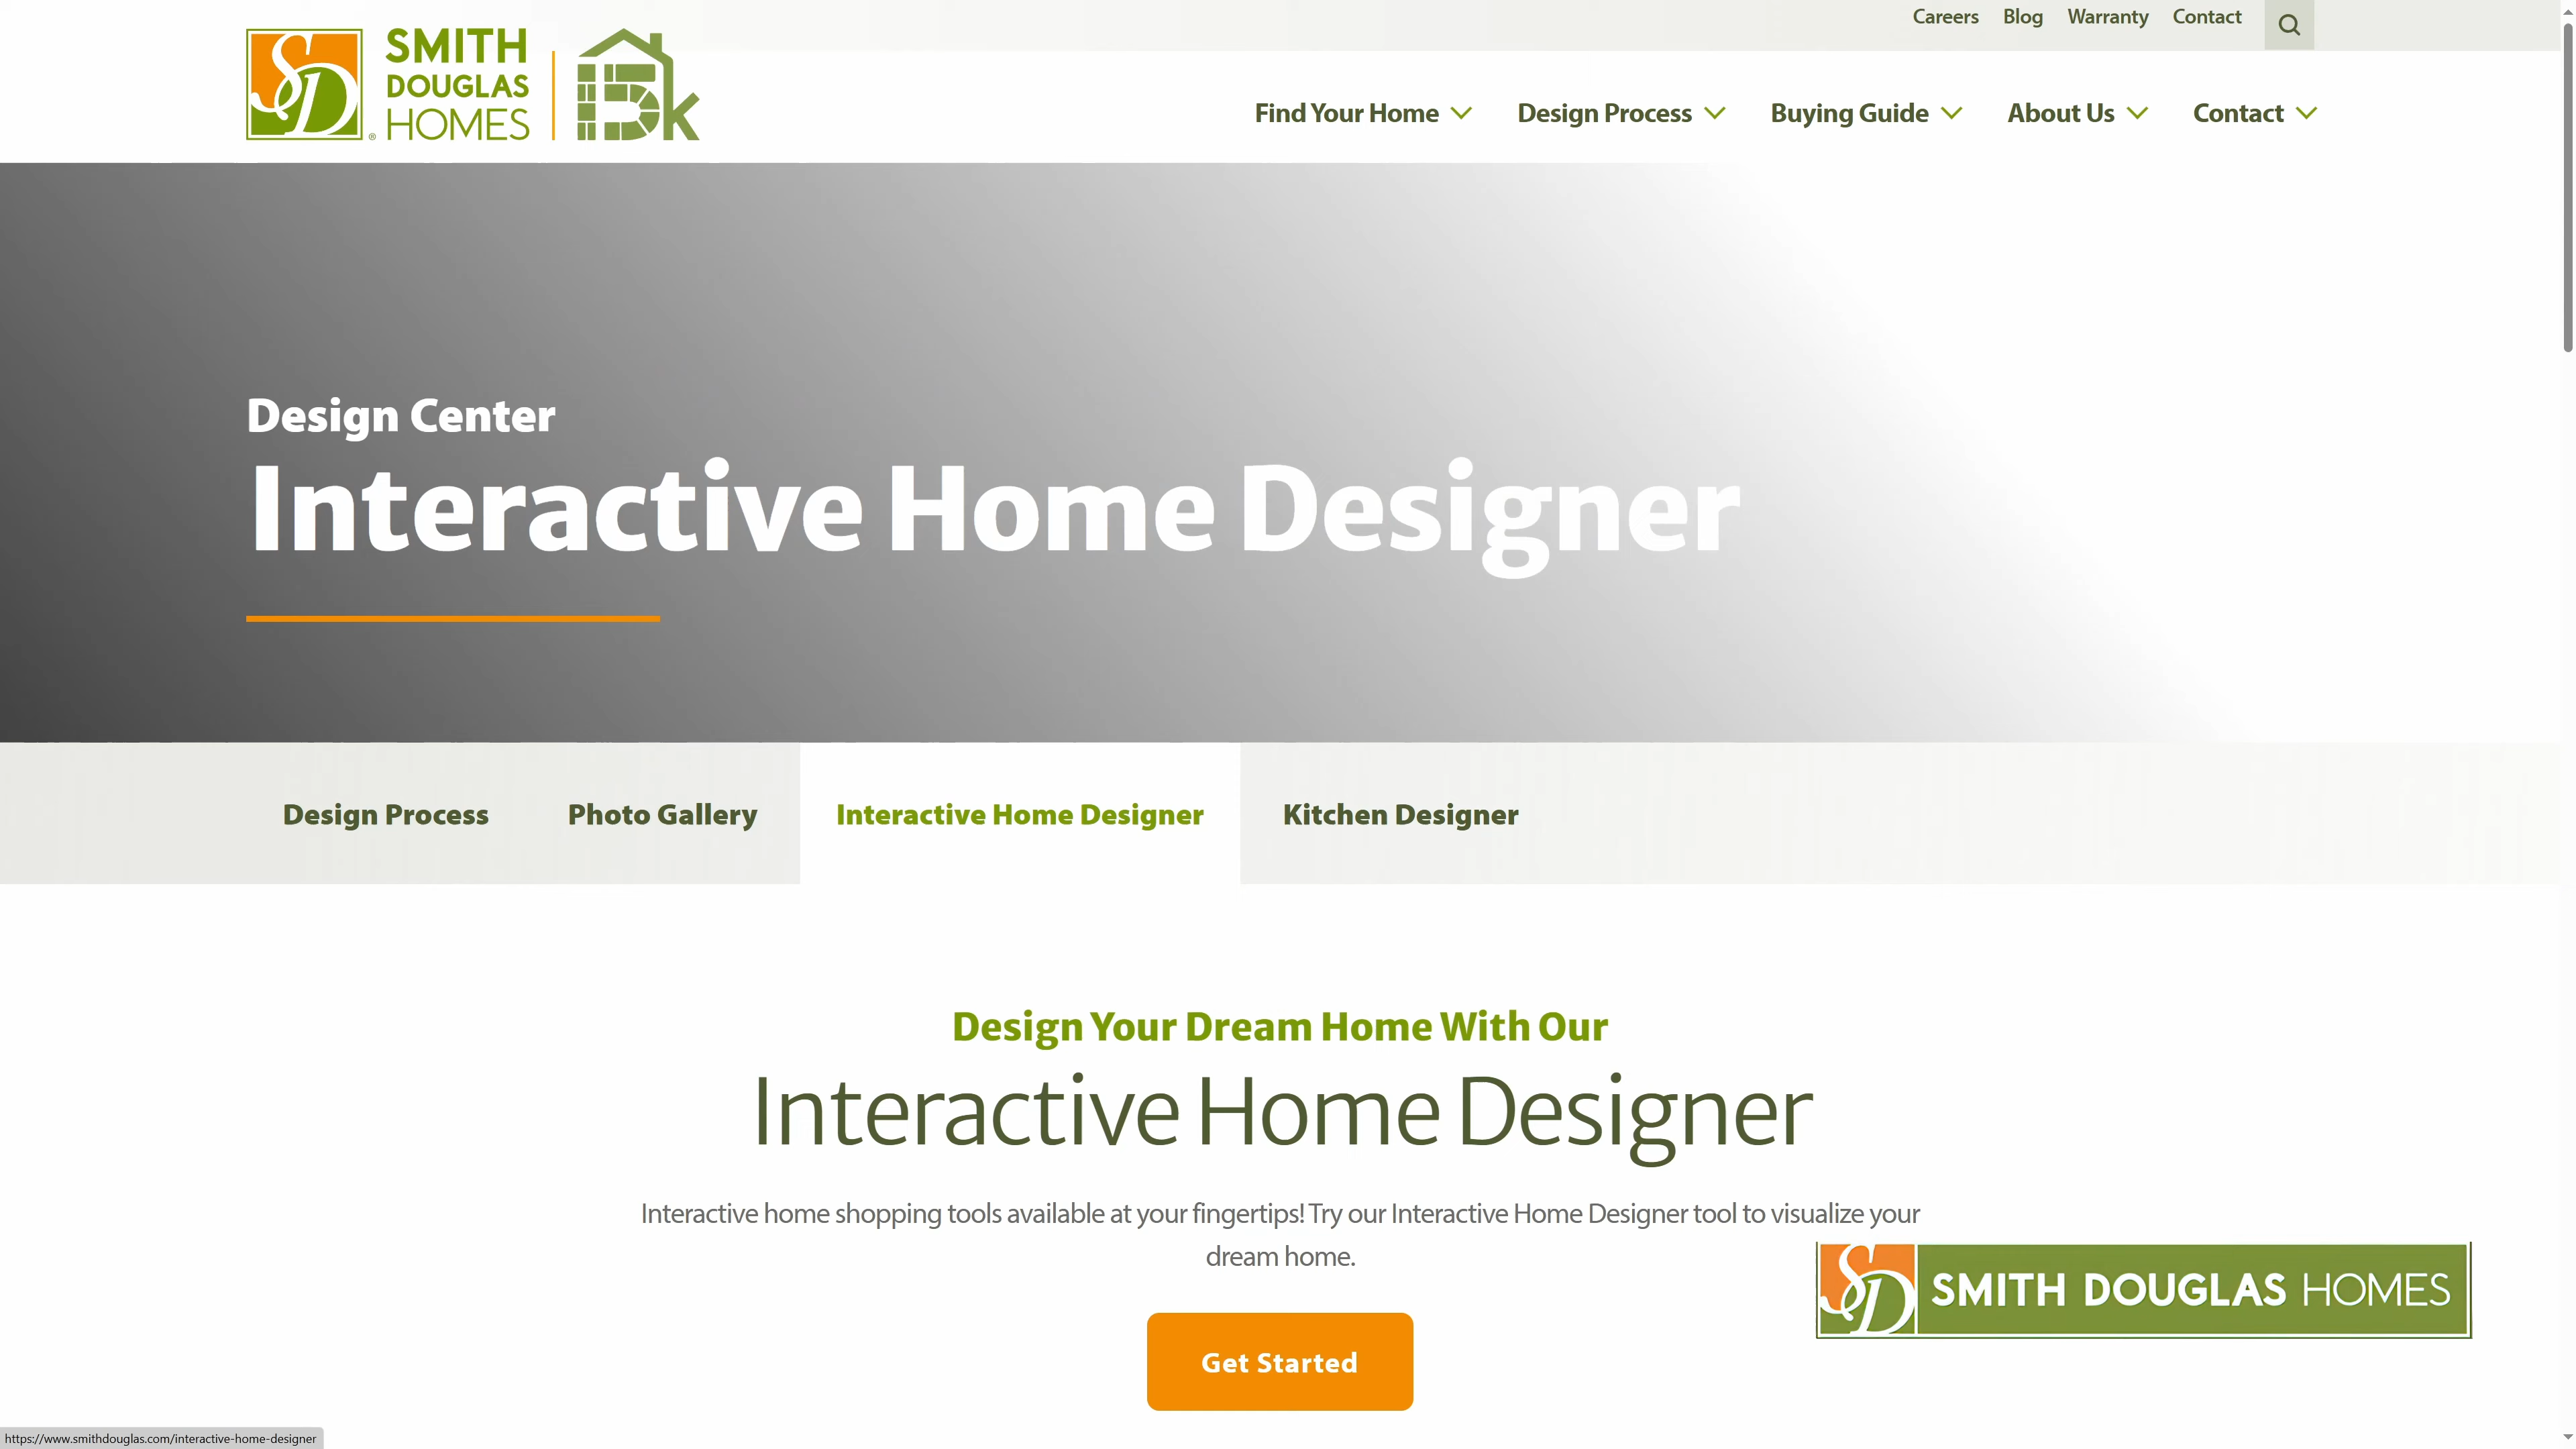 Careers Blog Warranty Contact
SD SMITH
DOUGLAS
HOMES
®
15k
Find Your Home Design Process Buying Guide About Us Contact
Design Center
Interactive Home Designer
Design Process Photo Gallery Interactive Home Designer Kitchen Designer
Design Your Dream Home With Our
Interactive Home Designer
Interactive home shopping tools available at your fingertips! Try our Interactive Home Designer tool to visualize your
dream home.
SD SMITH DOUGLAS HOMES
Get Started
https://www.smithdouglas.com/interactive-home-designer